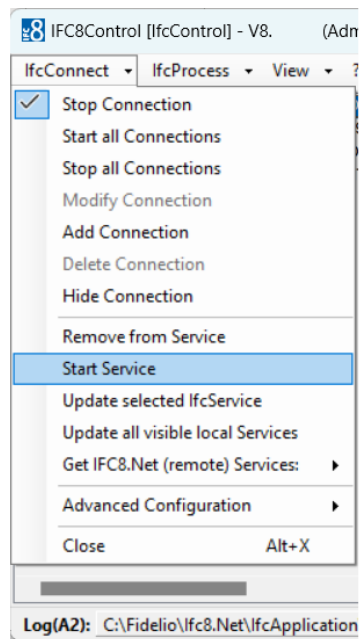 IFC8Control [IfcControl] - V8. (Adm
IfcConnect IfcProcess View ?
Stop Connection
Start all Connections
Stop all Connections
Modify Connection
Add Connection
Delete Connection
Hide Connection
Remove from Service
Start Service
Update selected IfcService
Update all visible local Services
Get IFC8.Net (remote) Services:
Advanced Configuration
Close Alt+X
Log(A2): C:\Fidelio\Ifc8.Net\IfcApplication